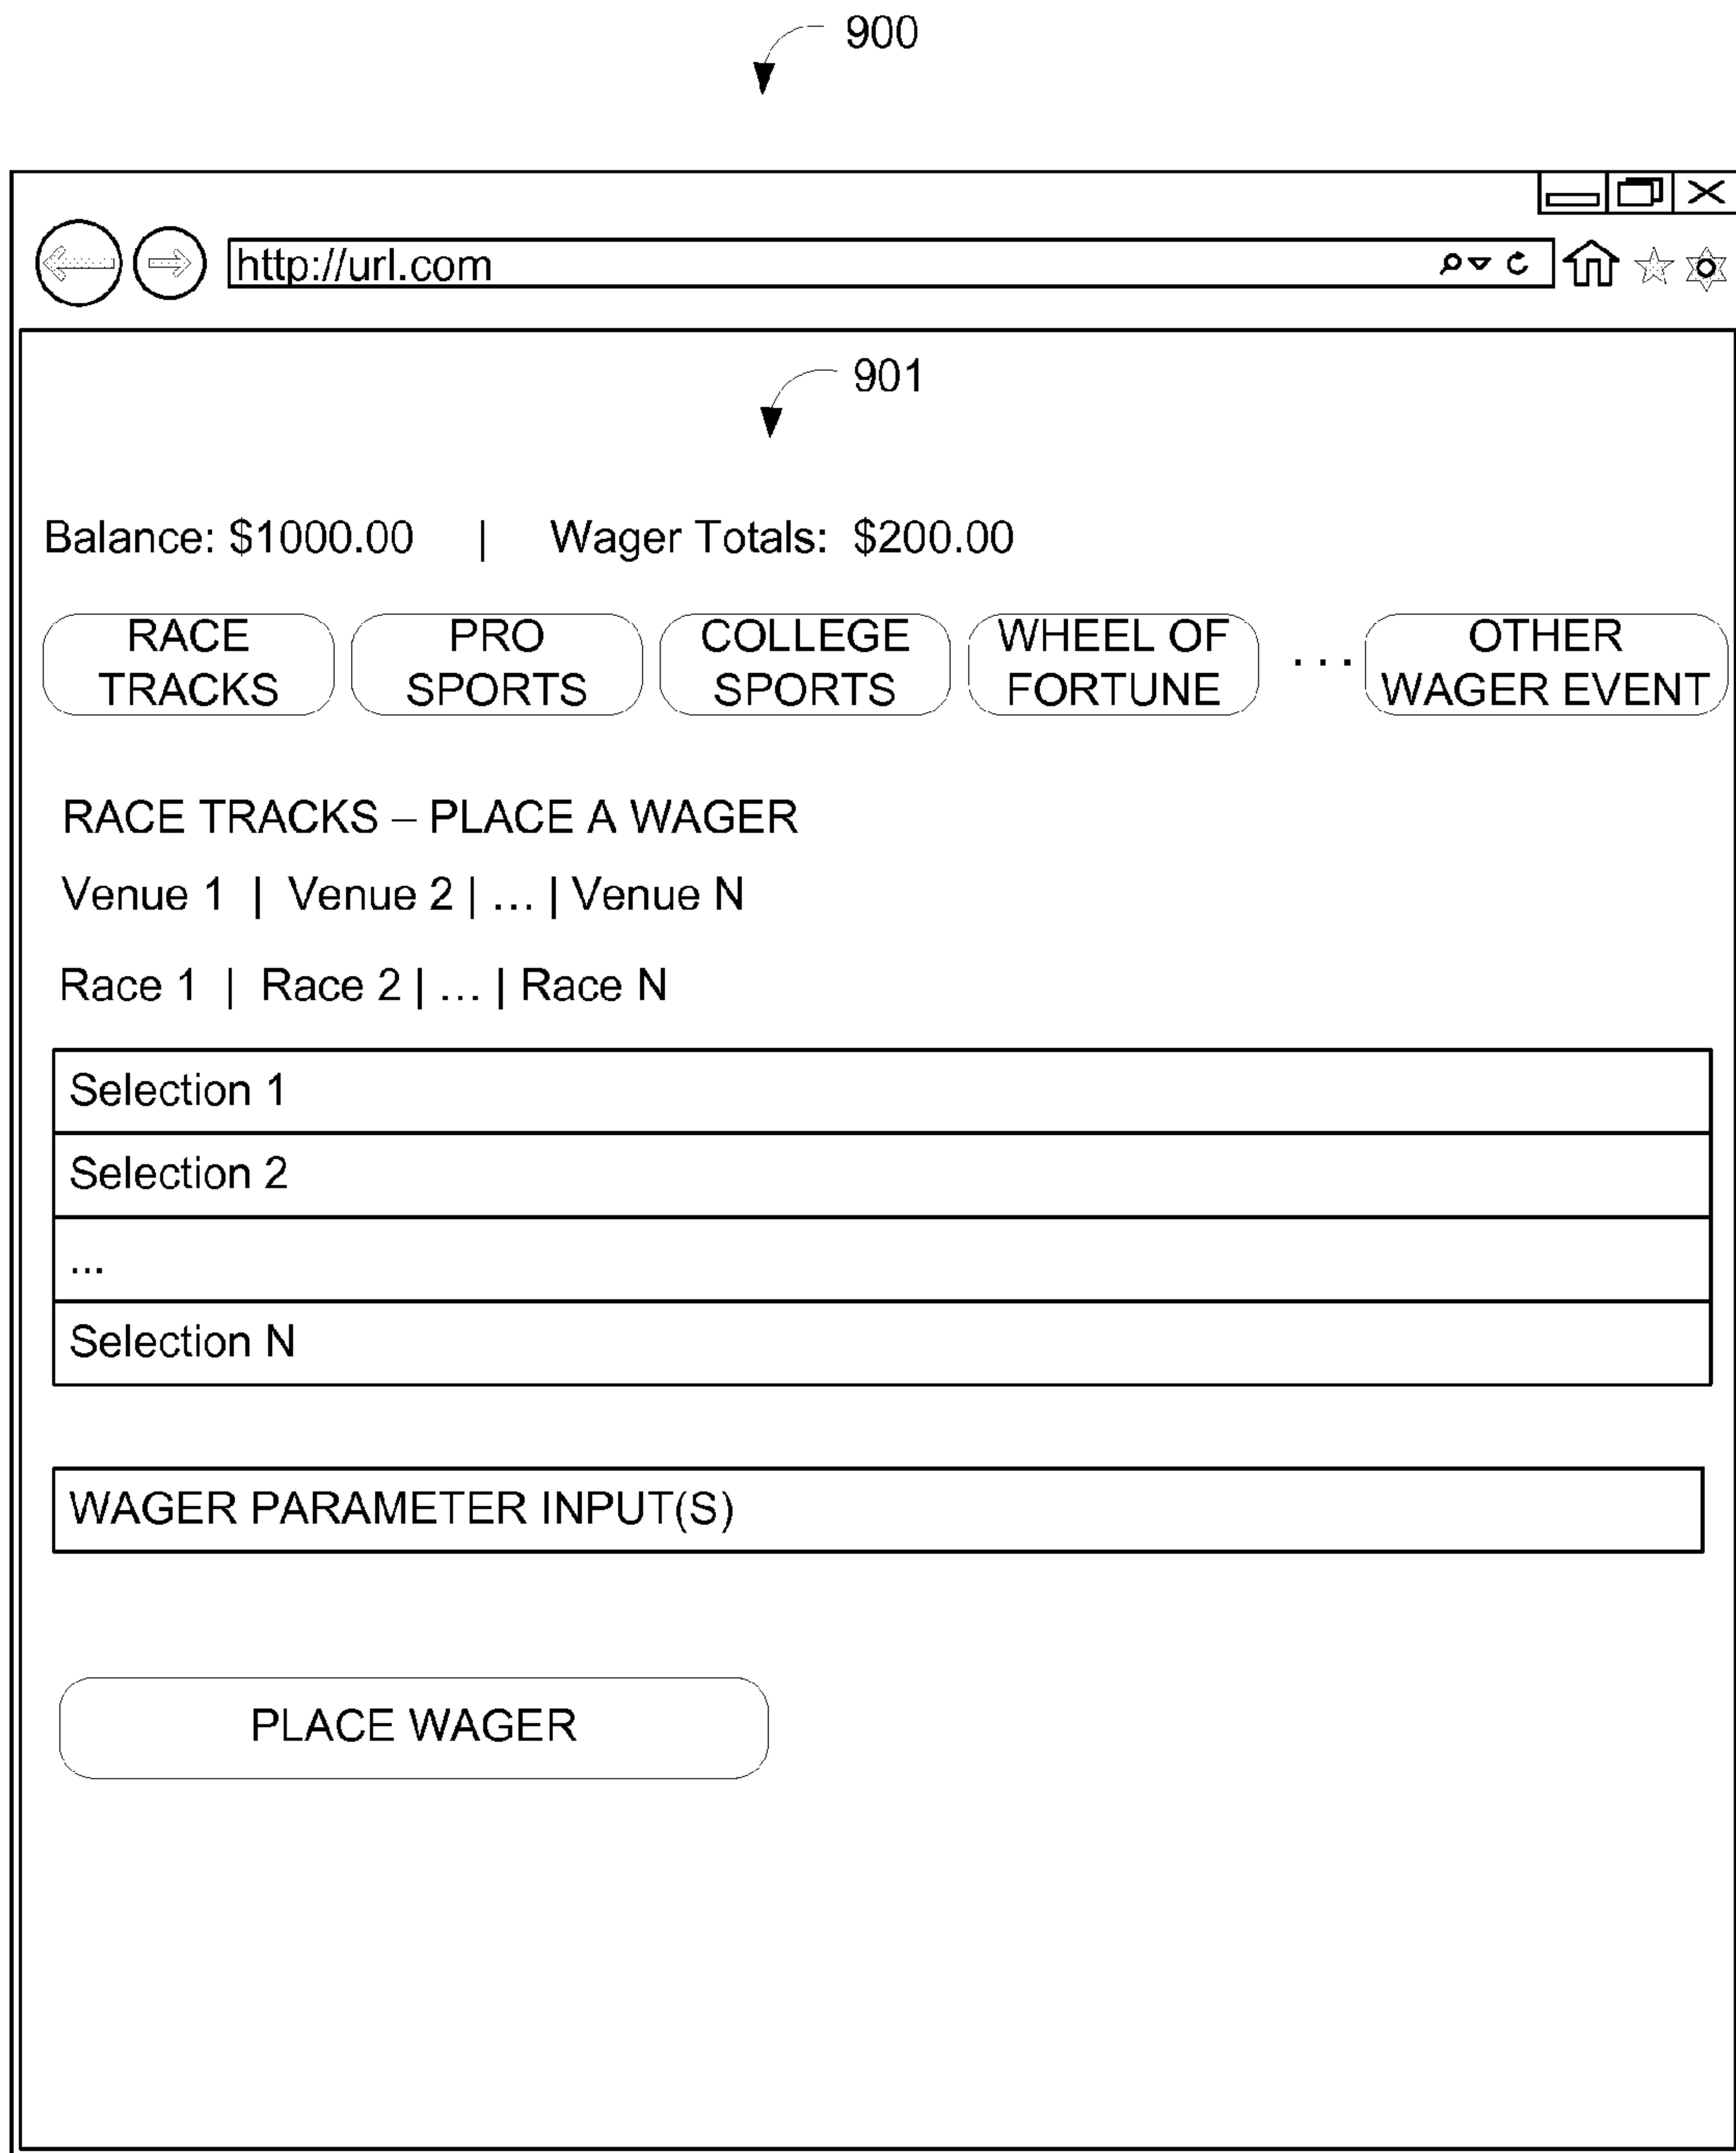 900
http://url.com
901
Balance: $1000.00 | Wager Totals: $200.00
RACE TRACKS
PRO SPORTS
COLLEGE SPORTS
WHEEL OF FORTUNE
...
OTHER WAGER EVENT
RACE TRACKS – PLACE A WAGER
Venue 1 | Venue 2 | ... | Venue N
Race 1 | Race 2 | ... | Race N
Selection 1
Selection 2
...
Selection N
WAGER PARAMETER INPUT(S)
PLACE WAGER